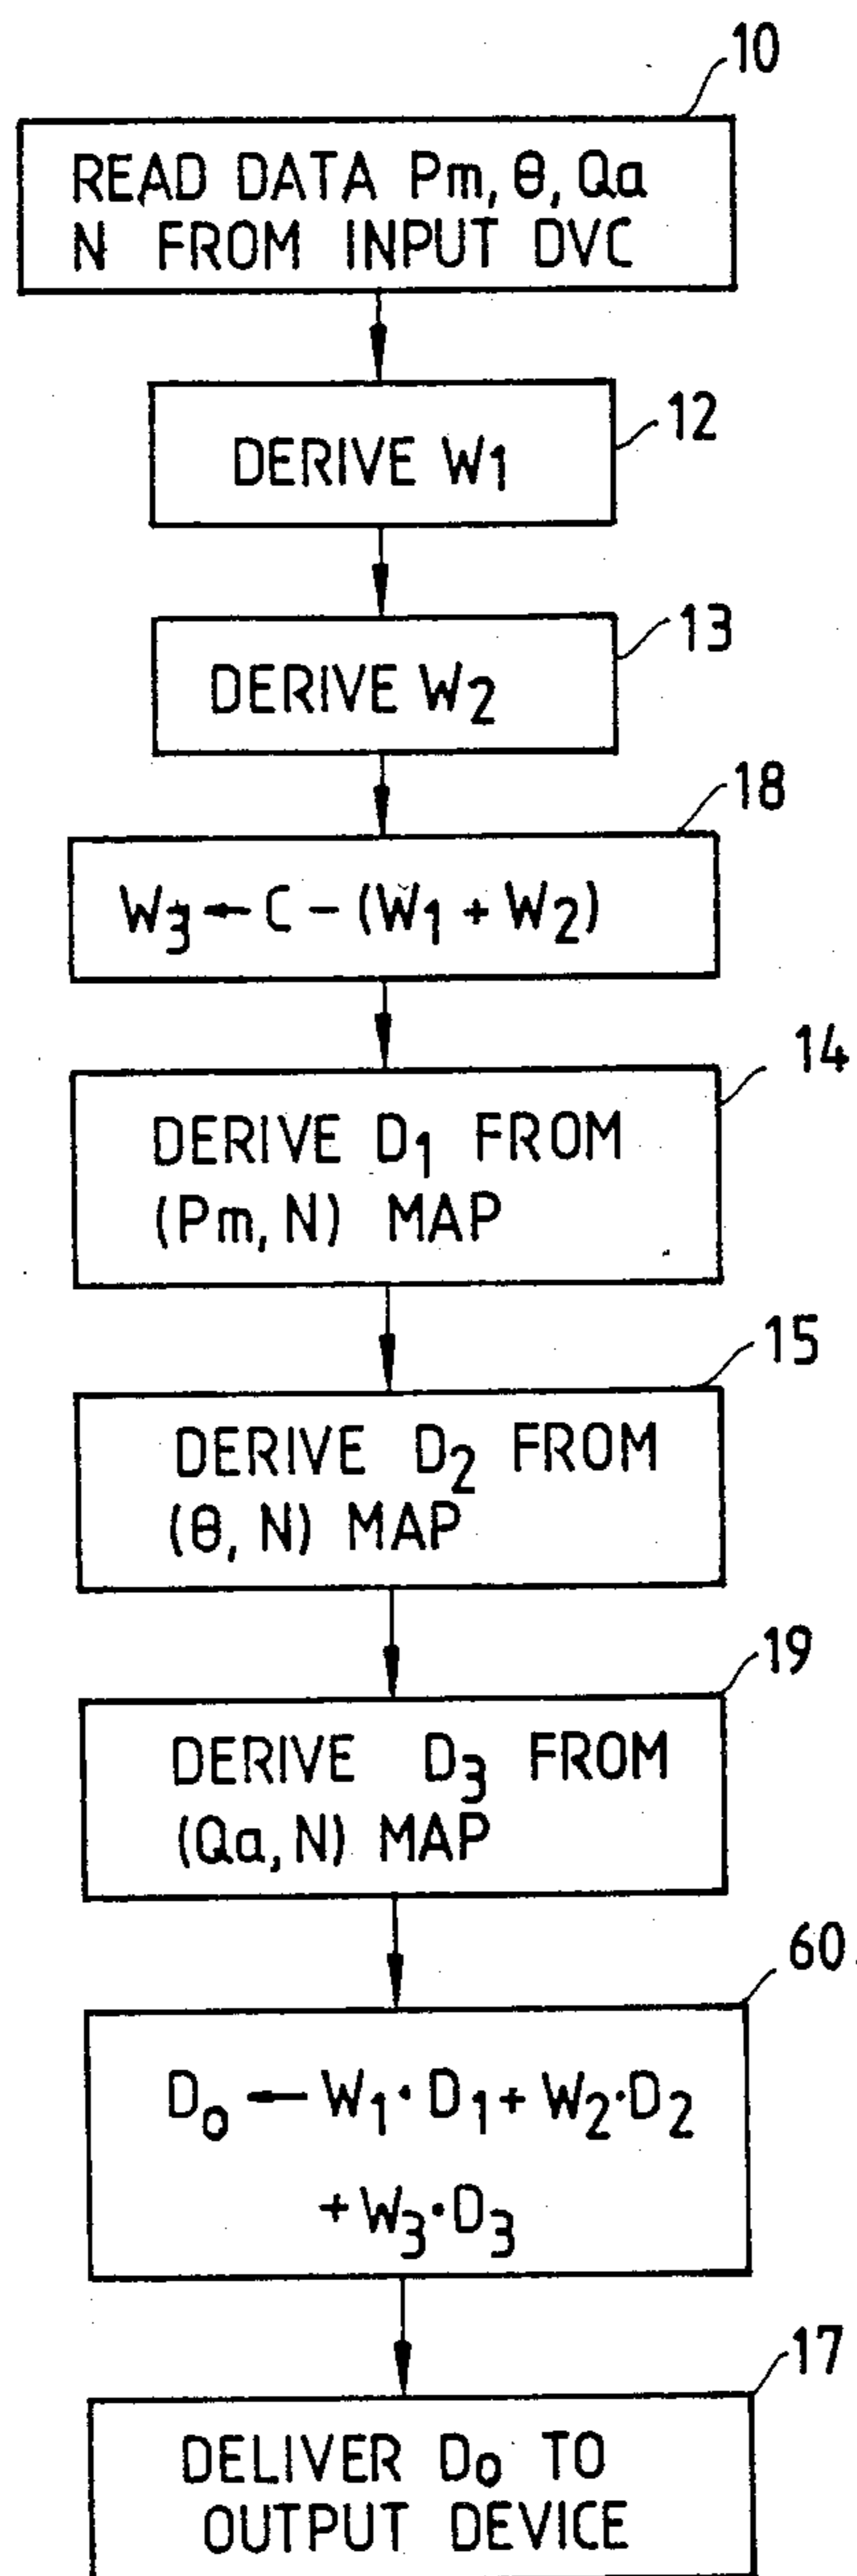 10
READ DATA Pm, θ, Qa
N FROM INPUT DVC
12
DERIVE W1
13
DERIVE W2
18
W3 ← C − (W1 + W2)
14
DERIVE D1 FROM
(Pm, N) MAP
15
DERIVE D2 FROM
(θ, N) MAP
19
DERIVE D3 FROM
(Qa, N) MAP
60
Do ← W1·D1 + W2·D2
+ W3·D3
17
DELIVER Do TO
OUTPUT DEVICE